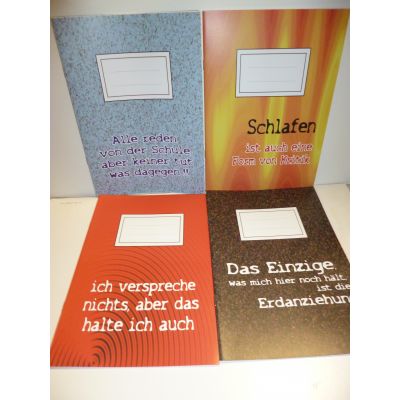 Alle reden
von der Schule
aber keiner tut
was dagegen!!
Schlafen
ist auch eine
Form von Kritik
ich verspreche
nichts, aber das
halte ich auch
Das Einzige,
was mich hier noch hält,
ist die
Erdanziehun